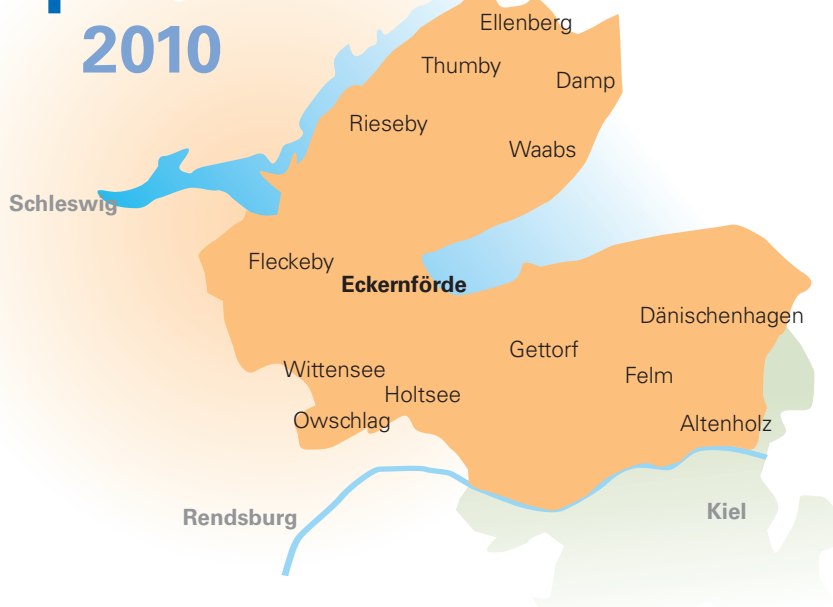 2010
Ellenberg
Thumby
Damp
Rieseby
Waabs
Schleswig
Fleckeby
Eckernförde
Dänischenhagen
Gettorf
Wittensee
Felm
Holtsee
Owschlag
Altenholz
Rendsburg
Kiel